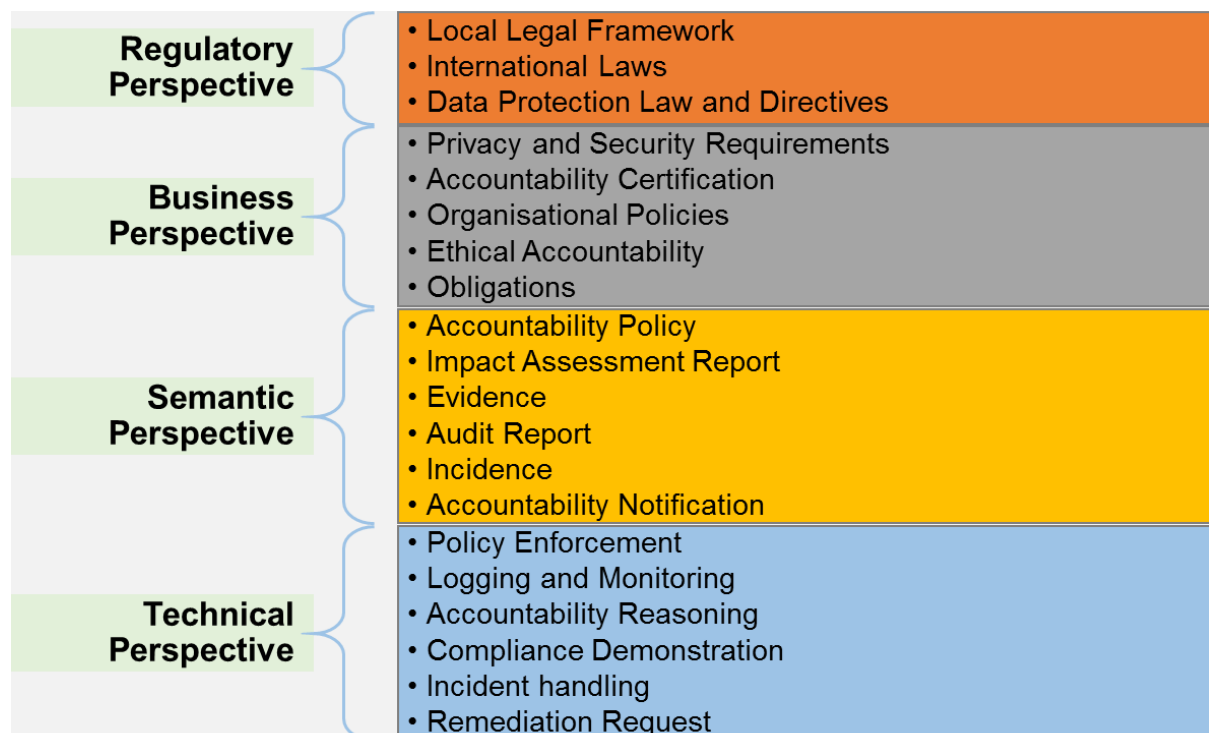 Regulatory
Perspective
• Local Legal Framework
• International Laws
• Data Protection Law and Directives
Business
Perspective
• Privacy and Security Requirements
• Accountability Certification
• Organisational Policies
• Ethical Accountability
• Obligations
Semantic
Perspective
• Accountability Policy
• Impact Assessment Report
• Evidence
• Audit Report
• Incidence
• Accountability Notification
Technical
Perspective
• Policy Enforcement
• Logging and Monitoring
• Accountability Reasoning
• Compliance Demonstration
• Incident handling
• Remediation Request